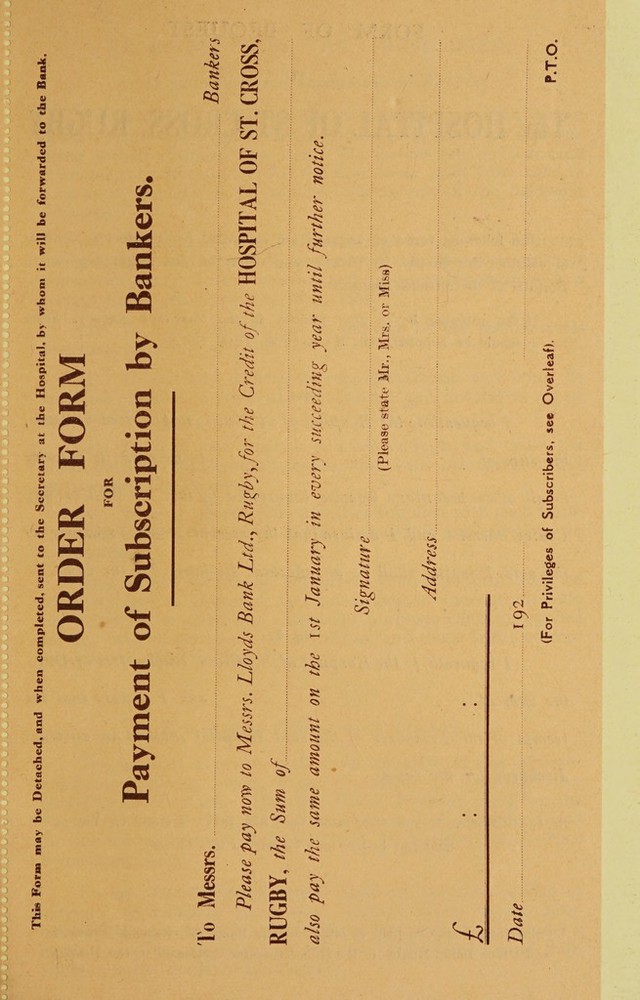 This Form may be Detached, and when completed, sent to the Secretary at the Hospital, by whom it will be forwarded to the Bank.
ORDER FORM
FOR
Payment of Subscription by Bankers.
To Messrs. Bankers
Please pay now to Messrs. Lloyds Bank Ltd., Rugby, for the Credit of the HOSPITAL OF ST. CROSS,
RUGBY, the Sum of
also pay the same amount on the 1st January in every succeeding year until further notice.
Signature
(Please state Mr., Mrs. or Miss)
Address
£ : :
Date 192
(For Privileges of Subscribers, see Overleaf).
P.T.O.